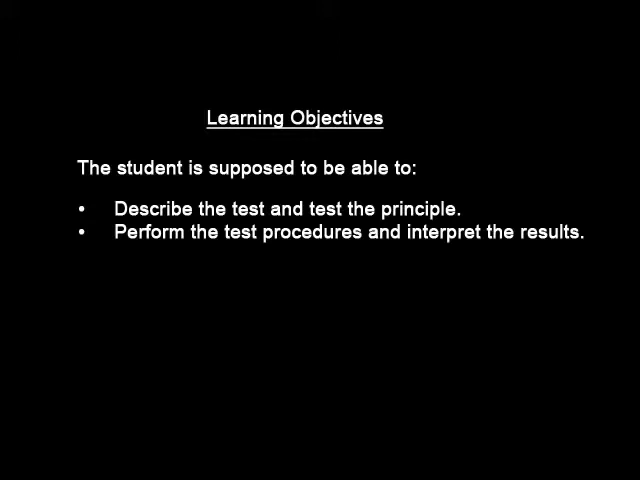 Learning Objectives
The student is supposed to be able to:
• Describe the test and test the principle.
• Perform the test procedures and interpret the results.